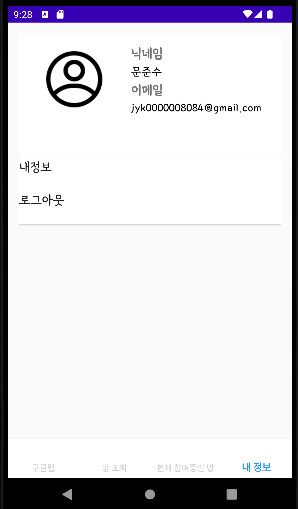 9:28
닉네임
문준수
이메일
jyk0000008084@gmail.com
내정보
로그아웃
구글맵 방 조회 현재 참여중인 방 내 정보